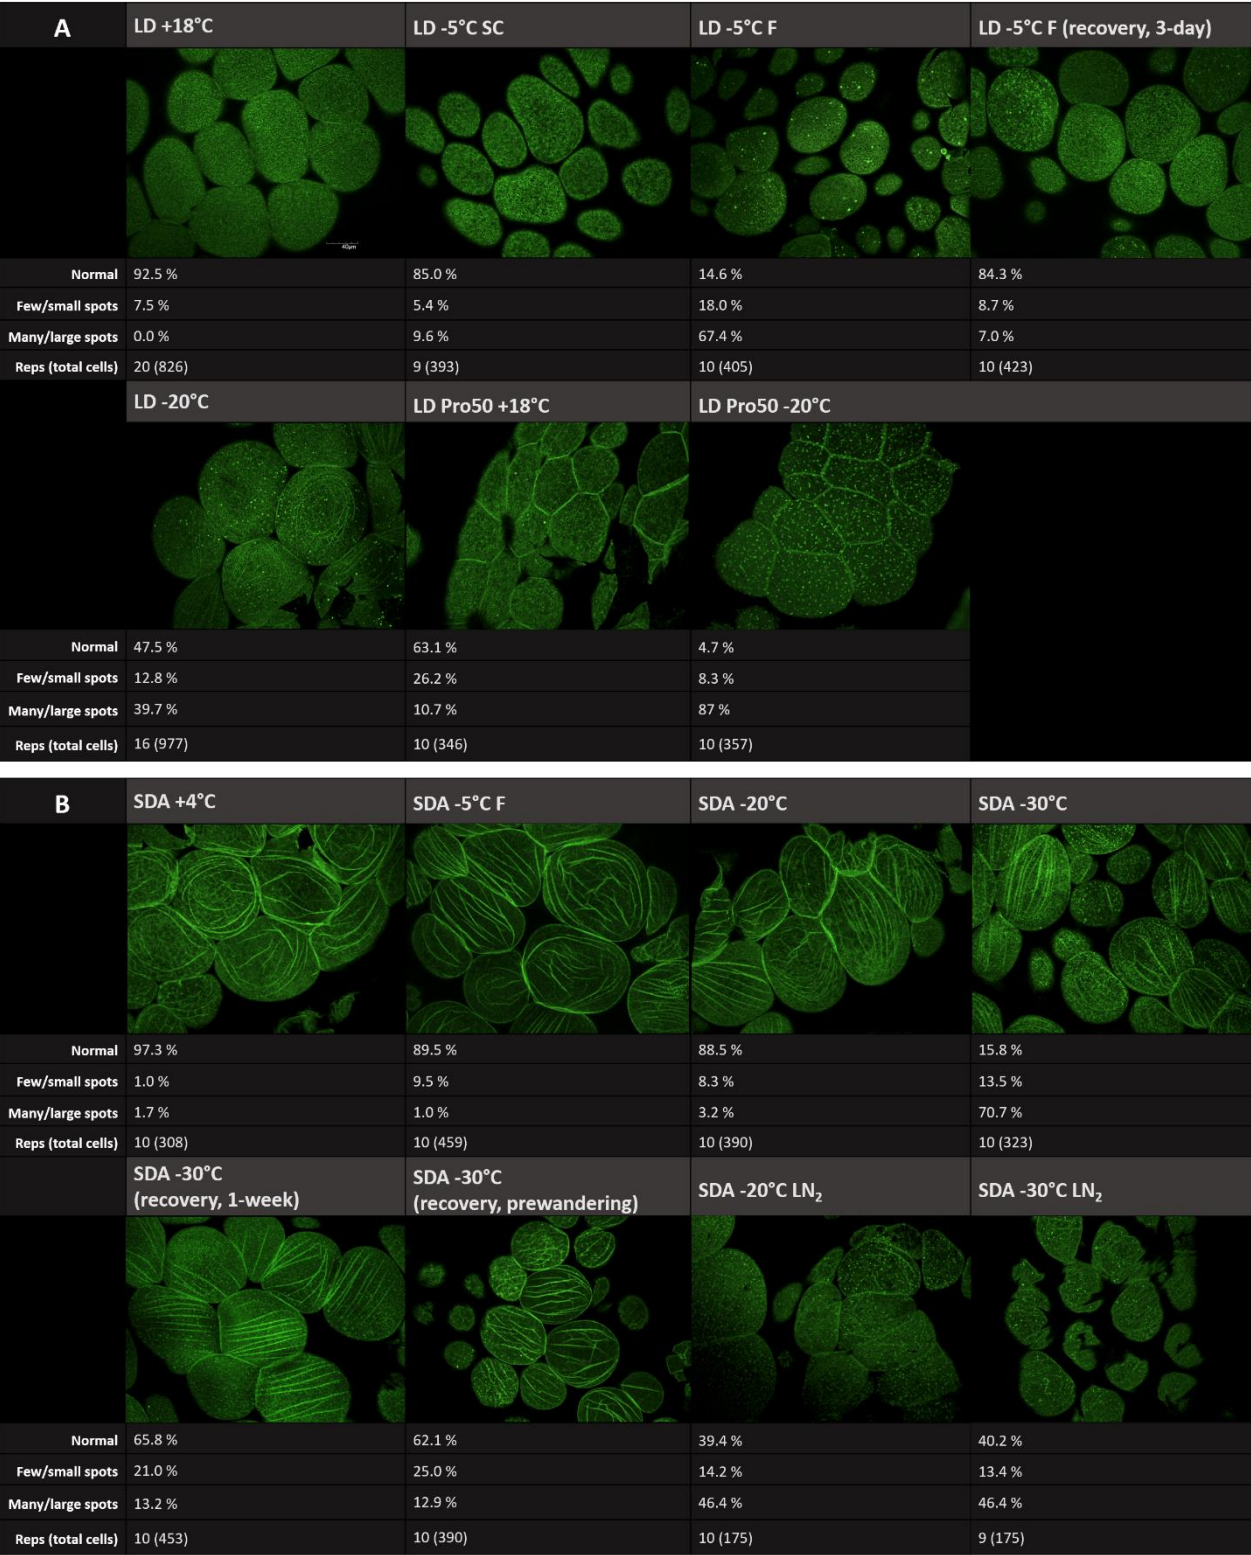 A LD +18°C LD -5°C SC LD -5°C F LD -5°C F (recovery, 3-day)
40µm
Normal 92.5 % 85.0 % 14.6 % 84.3 %
Few/small spots 7.5 % 5.4 % 18.0 % 8.7 %
Many/large spots 0.0 % 9.6 % 67.4 % 7.0 %
Reps (total cells) 20 (826) 9 (393) 10 (405) 10 (423)
LD -20°C LD Pro50 +18°C LD Pro50 -20°C
Normal 47.5 % 63.1 % 4.7 %
Few/small spots 12.8 % 26.2 % 8.3 %
Many/large spots 39.7 % 10.7 % 87 %
Reps (total cells) 16 (977) 10 (346) 10 (357)
B SDA +4°C SDA -5°C F SDA -20°C SDA -30°C
Normal 97.3 % 89.5 % 88.5 % 15.8 %
Few/small spots 1.0 % 9.5 % 8.3 % 13.5 %
Many/large spots 1.7 % 1.0 % 3.2 % 70.7 %
Reps (total cells) 10 (308) 10 (459) 10 (390) 10 (323)
SDA -30°C
(recovery, 1-week)
SDA -30°C
(recovery, prewandering)
SDA -20°C LN₂ SDA -30°C LN₂
Normal 65.8 % 62.1 % 39.4 % 40.2 %
Few/small spots 21.0 % 25.0 % 14.2 % 13.4 %
Many/large spots 13.2 % 12.9 % 46.4 % 46.4 %
Reps (total cells) 10 (453) 10 (390) 10 (175) 9 (175)